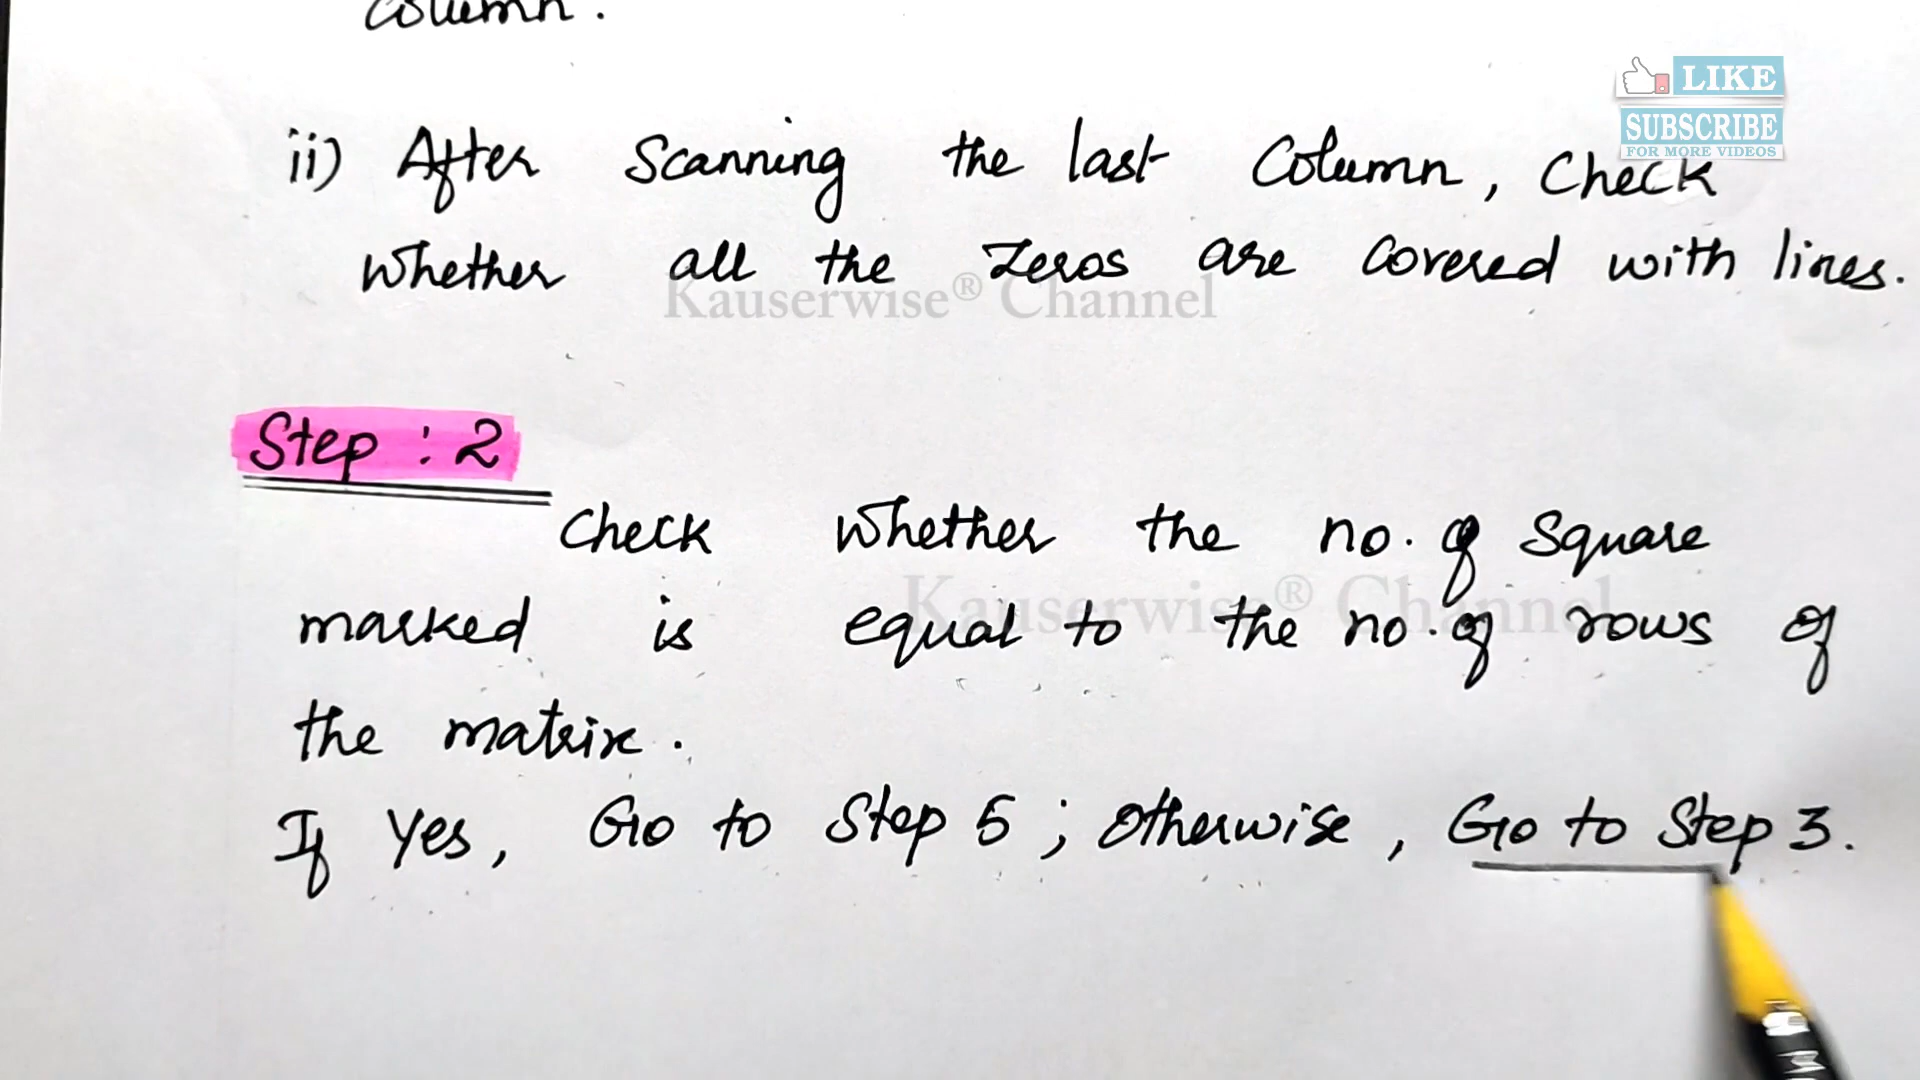 Column.
LIKE
SUBSCRIBE
FOR MORE VIDEOS
ii) After Scanning the last Column, Check
whether all the zeros are covered with lines.
Kauserwise® Channel
Step : 2
Check whether the no. of Square
Kauserwise® Channel
marked is equal to the no. of rows of
the matrix.
If Yes, Go to Step 5 ; Otherwise, Go to Step 3.